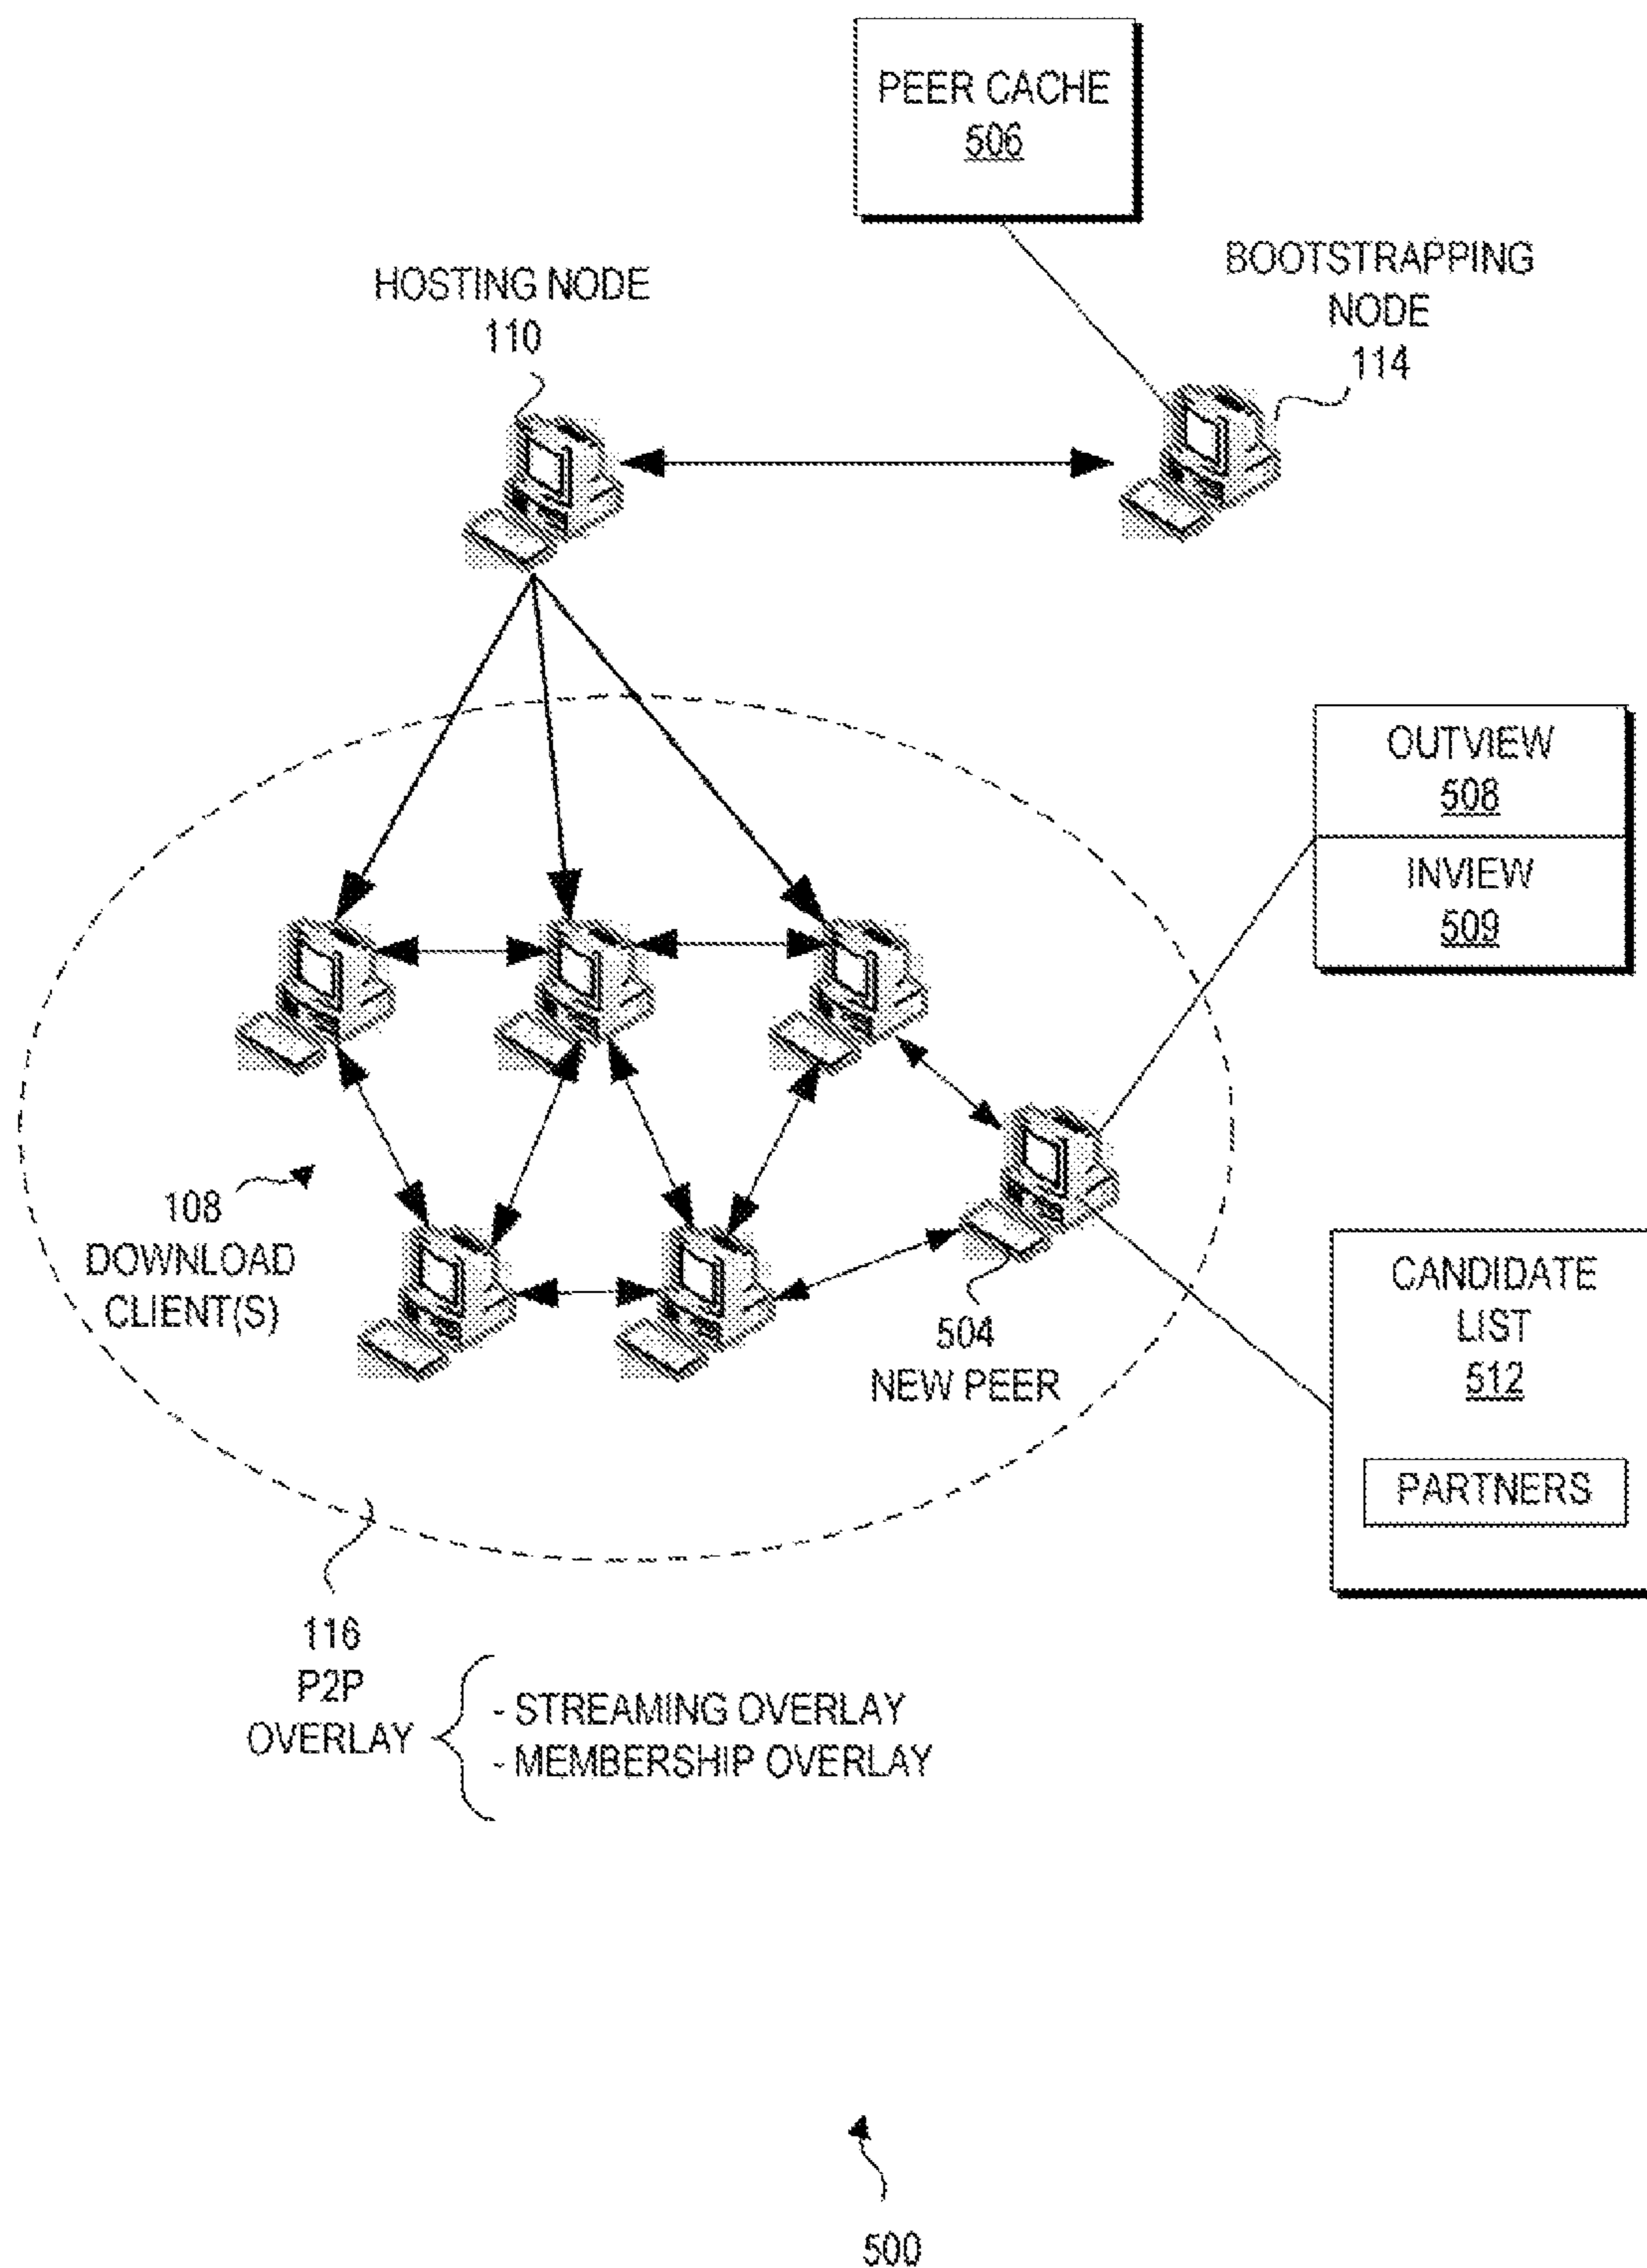 PEER CACHE
506
HOSTING NODE
110
BOOTSTRAPPING
NODE
114
OUTVIEW
508
INVIEW
509
108
DOWNLOAD
CLIENT(S)
504
NEW PEER
CANDIDATE
LIST
512
PARTNERS
116
P2P
OVERLAY
- STREAMING OVERLAY
- MEMBERSHIP OVERLAY
500